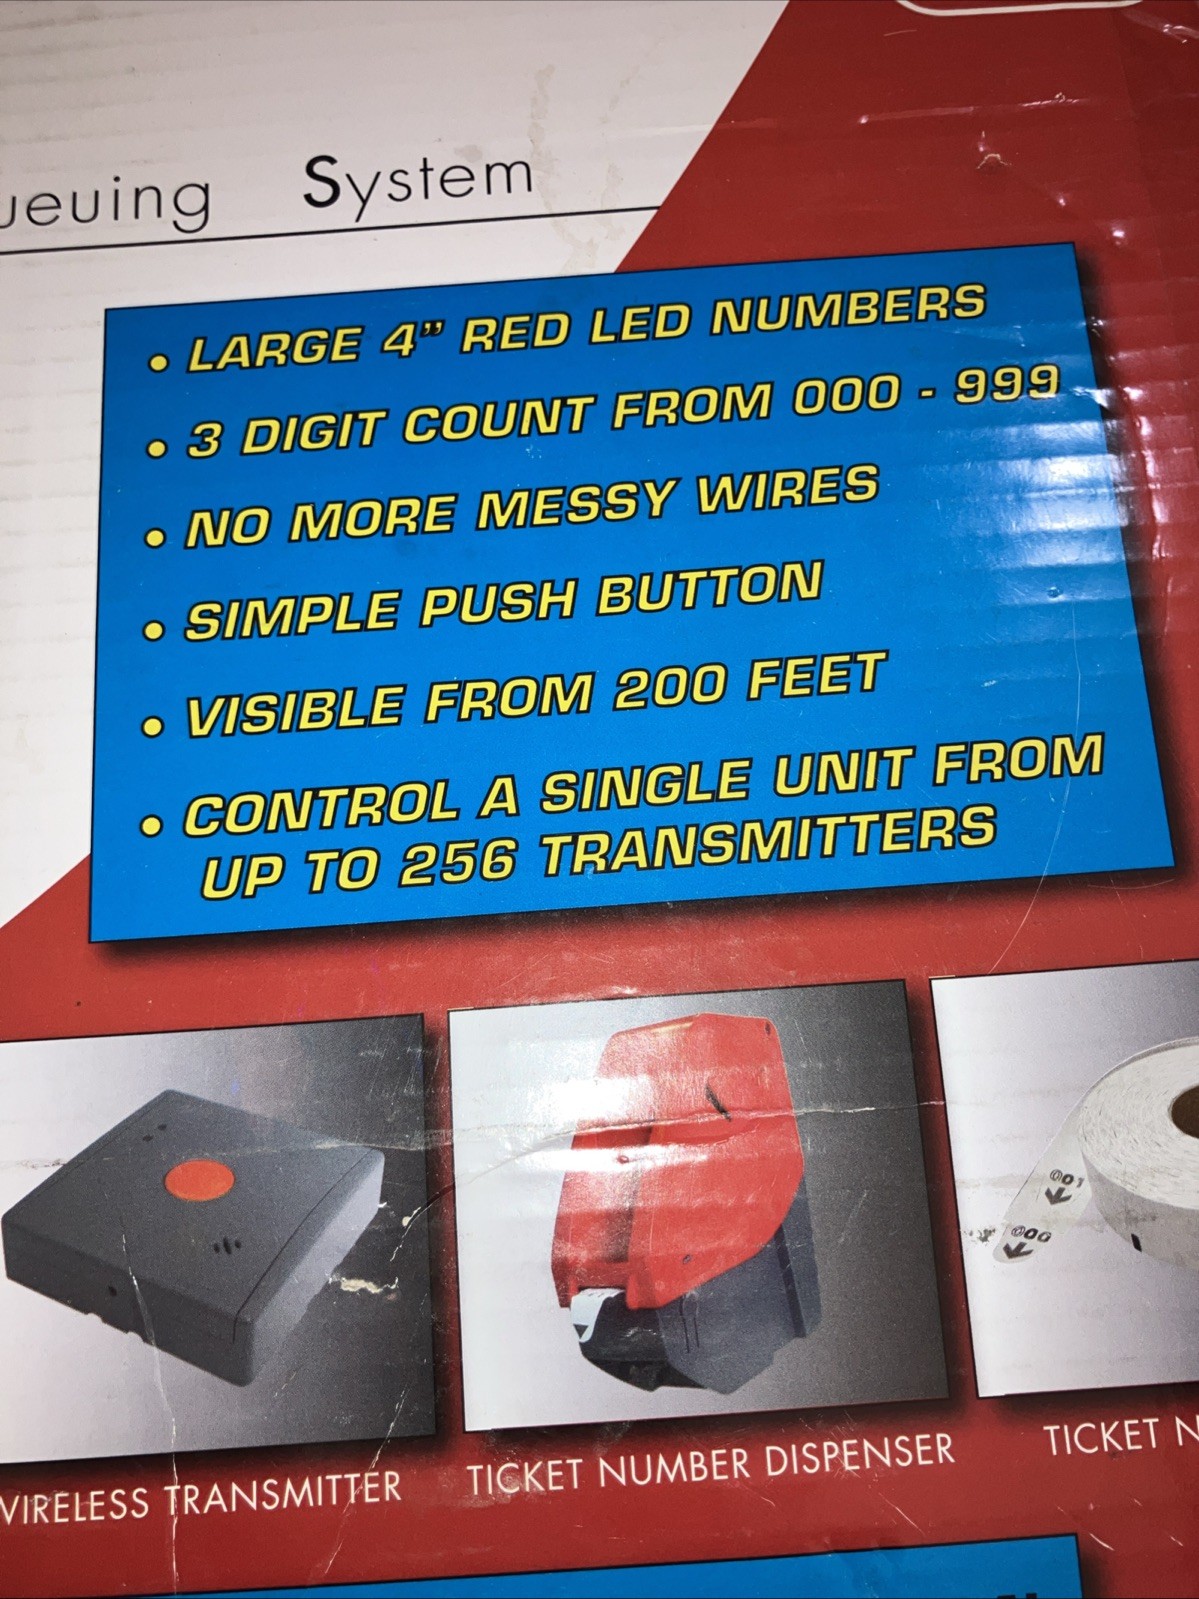 ueuing System
• LARGE 4” RED LED NUMBERS
• 3 DIGIT COUNT FROM 000 - 999
• NO MORE MESSY WIRES
• SIMPLE PUSH BUTTON
• VISIBLE FROM 200 FEET
• CONTROL A SINGLE UNIT FROM
UP TO 256 TRANSMITTERS
001
000
WIRELESS TRANSMITTER
TICKET NUMBER DISPENSER
TICKET N